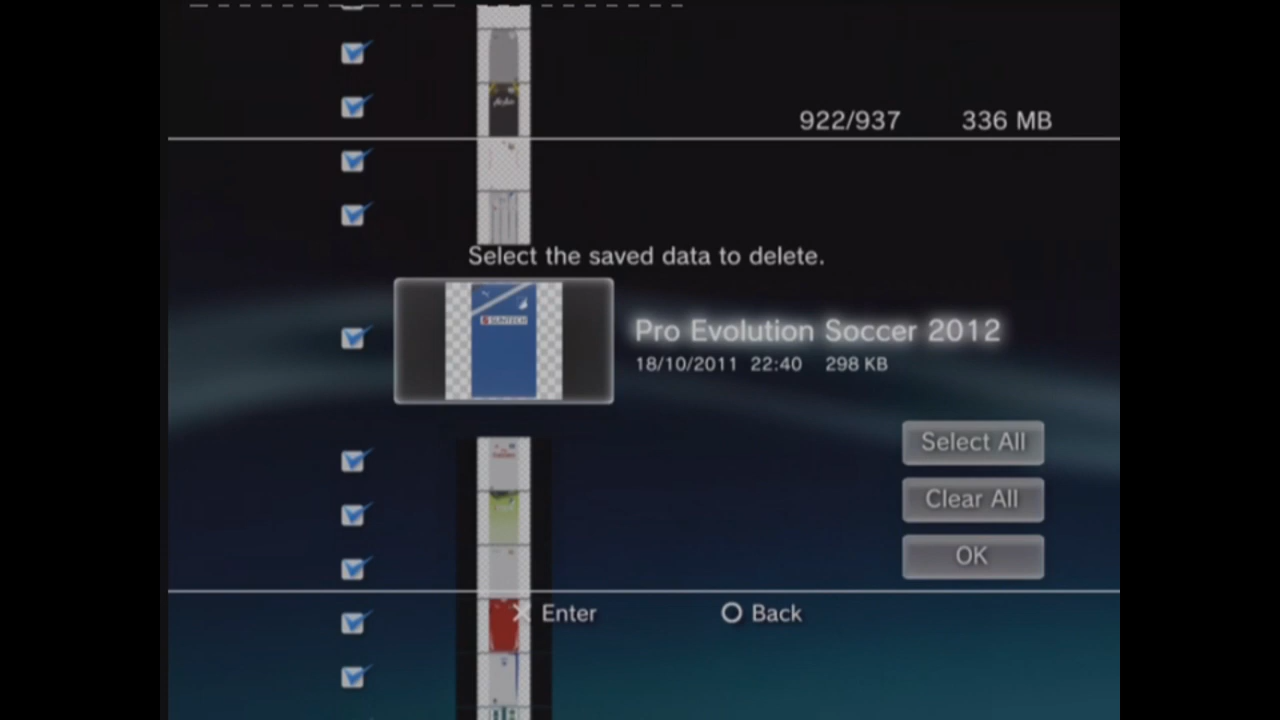 922/937 336 MB
Select the saved data to delete.
SUNTECH
Pro Evolution Soccer 2012
18/10/2011 22:40 298 KB
Select All
Clear All
OK
Enter
Back